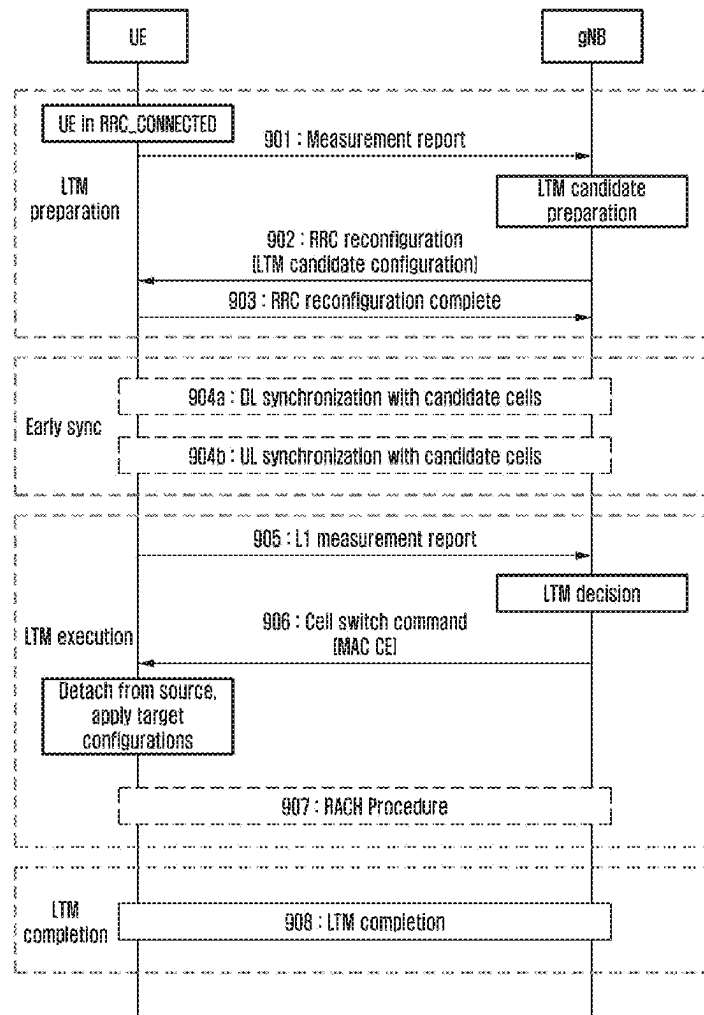 UE
gNB
UE in RRC_CONNECTED
901 : Measurement report
LTM
preparation
LTM candidate
preparation
902 : RRC reconfiguration
[LTM candidate configuration]
903 : RRC reconfiguration complete
904a : DL synchronization with candidate cells
Early sync
904b : UL synchronization with candidate cells
905 : L1 measurement report
LTM decision
906 : Cell switch command
[MAC CE]
LTM execution
Detach from source,
apply target
configurations
907 : RACH Procedure
LTM
completion
908 : LTM completion